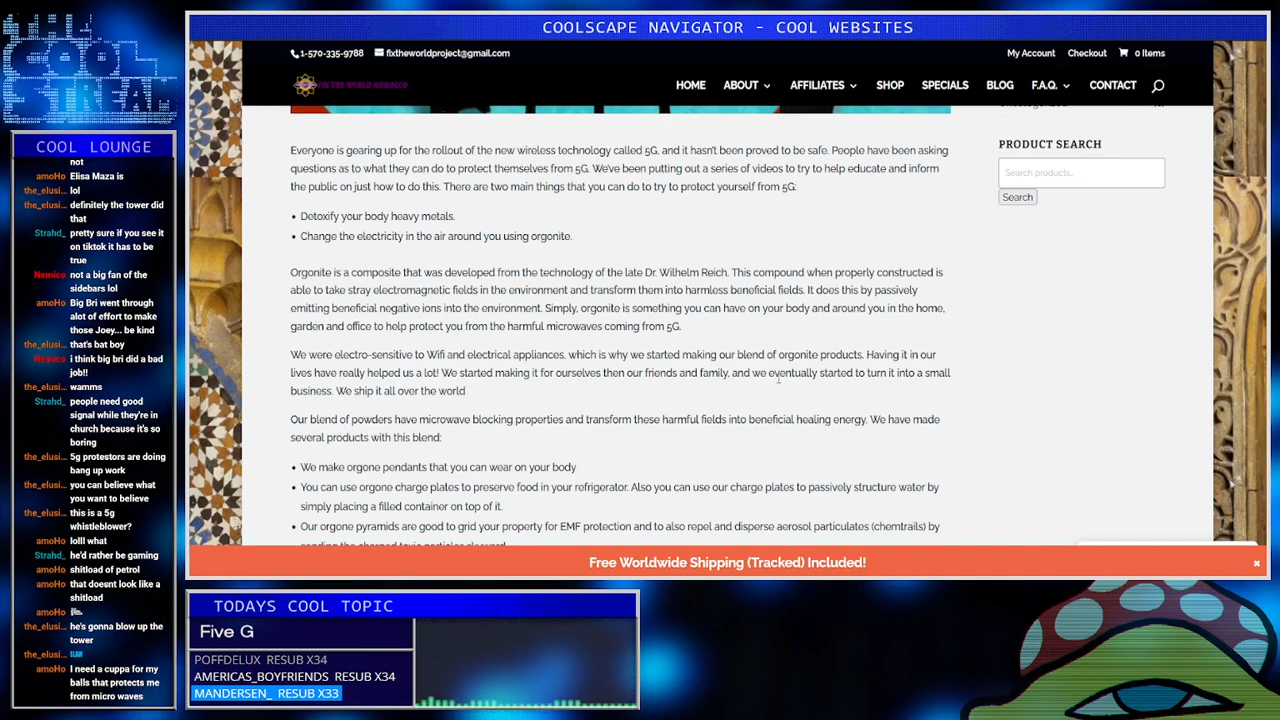 COOLSCAPE NAVIGATOR - COOL WEBSITES
1-570-335-9788 fixtheworldproject@gmail.com
My Account Checkout 0 Items
FIX THE WORLD MOROCCO
HOME ABOUT AFFILIATES SHOP SPECIALS BLOG F.A.Q. CONTACT
Everyone is gearing up for the rollout of the new wireless technology called 5G, and it hasn't been proved to be safe. People have been asking
questions as to what they can do to protect themselves from 5G. We've been putting out a series of videos to try to help educate and inform
the public on just how to do this. There are two main things that you can do to try to protect yourself from 5G:
• Detoxify your body heavy metals.
• Change the electricity in the air around you using orgonite.
Orgonite is a composite that was developed from the technology of the late Dr. Wilhelm Reich. This compound when properly constructed is
able to take stray electromagnetic fields in the environment and transform them into harmless beneficial fields. It does this by passively
emitting beneficial negative ions into the environment. Simply, orgonite is something you can have on your body and around you in the home,
garden and office to help protect you from the harmful microwaves coming from 5G.
We were electro-sensitive to Wifi and electrical appliances, which is why we started making our blend of orgonite products. Having it in our
lives have really helped us a lot! We started making it for ourselves then our friends and family, and we eventually started to turn it into a small
business. We ship it all over the world
Our blend of powders have microwave blocking properties and transform these harmful fields into beneficial healing energy. We have made
several products with this blend:
• We make orgone pendants that you can wear on your body
• You can use orgone charge plates to preserve food in your refrigerator. Also you can use our charge plates to passively structure water by
simply placing a filled container on top of it.
• Our orgone pyramids are good to grid your property for EMF protection and to also repel and disperse aerosol particulates (chemtrails) by
PRODUCT SEARCH
Search products...
Search
Free Worldwide Shipping (Tracked) Included!
×
COOL LOUNGE
not
amoHo Elisa Maza is
the_elusi... lol
the_elusi... definitely the tower did
that
Strahd_ pretty sure if you see it
on tiktok it has to be
true
Nemico not a big fan of the
sidebars lol
amoHo Big Bri went through
alot of effort to make
those Joey... be kind
the_elusi... that's bat boy
Nemico i think big bri did a bad
job!!
the_elusi... wamms
Strahd_ people need good
signal while they're in
church because it's so
boring
the_elusi... 5g protestors are doing
bang up work
the_elusi... you can believe what
you want to believe
the_elusi... this is a 5g
whistleblower?
amoHo lolll what
Strahd_ he'd rather be gaming
amoHo shitload of petrol
amoHo that doesnt look like a
shitload
amoHo
the_elusi... he's gonna blow up the
tower
the_elusi...
amoHo I need a cuppa for my
balls that protects me
from micro waves
TODAYS COOL TOPIC
Five G
POFFDELUX RESUB X34
AMERICAS_BOYFRIENDS RESUB X34
MANDERSEN_ RESUB X33